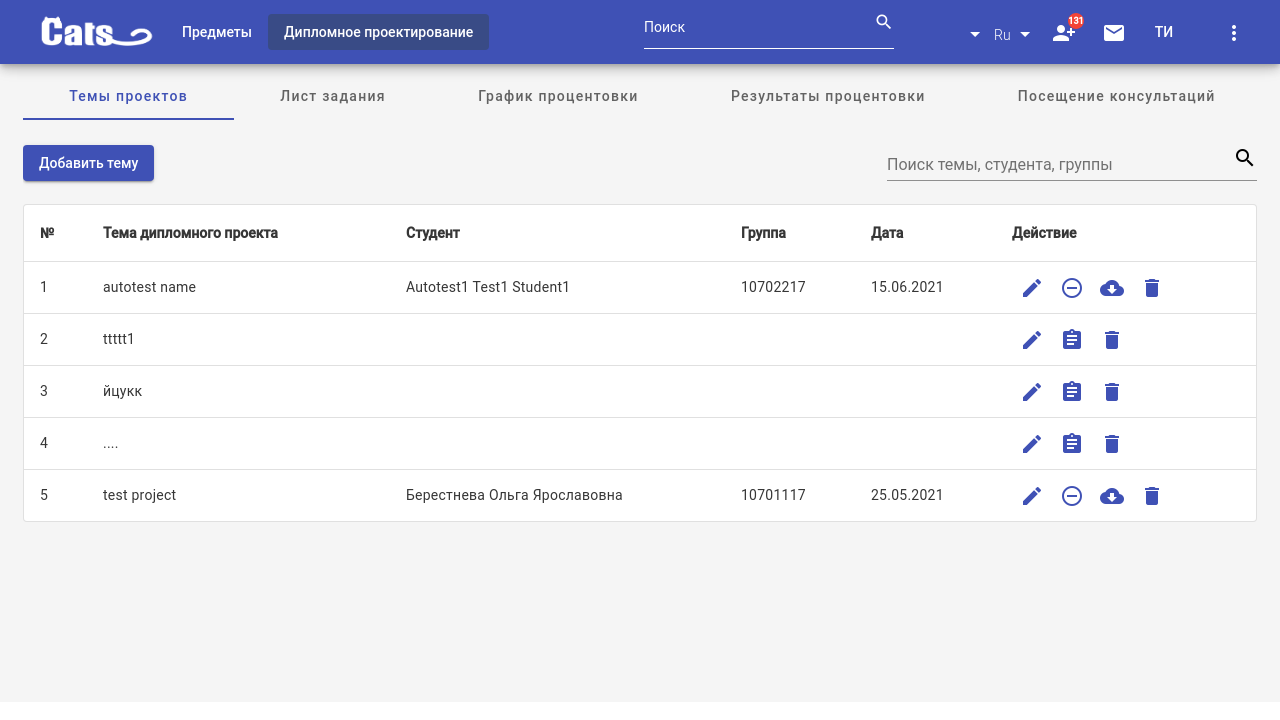 Cats Предметы Дипломное проектирование Поиск Ru 131 ТИ
Темы проектов Лист задания График процентовки Результаты процентовки Посещение консультаций
Добавить тему Поиск темы, студента, группы
№ Тема дипломного проекта Студент Группа Дата Действие
1 autotest name Autotest1 Test1 Student1 10702217 15.06.2021
2 ttttt1
3 йцукк
4 ....
5 test project Берестнева Ольга Ярославовна 10701117 25.05.2021